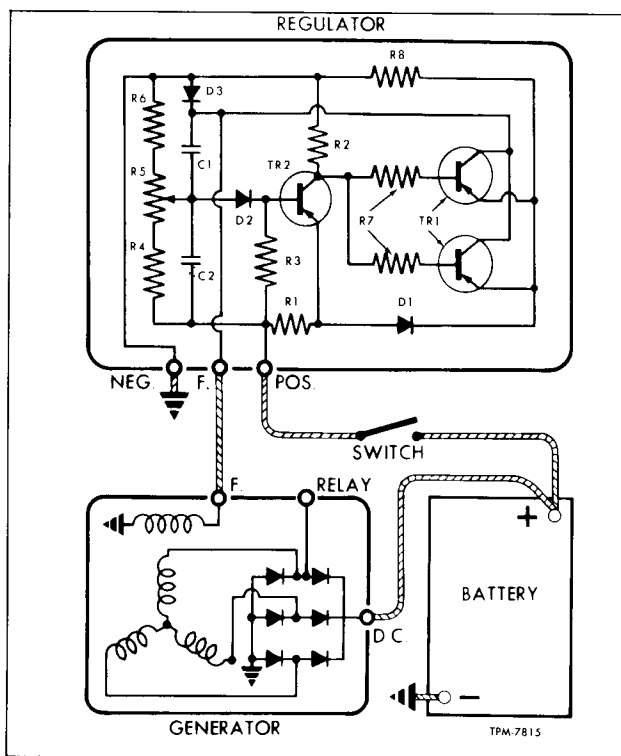 REGULATOR
R8
D3
R6
R2
C1
TR2
R5
D2
R7
TR1
R4
C2
R3
R1
D1
NEG. F. POS.
SWITCH
F. RELAY
+
BATTERY
D.C.
−
GENERATOR
TPM-7815